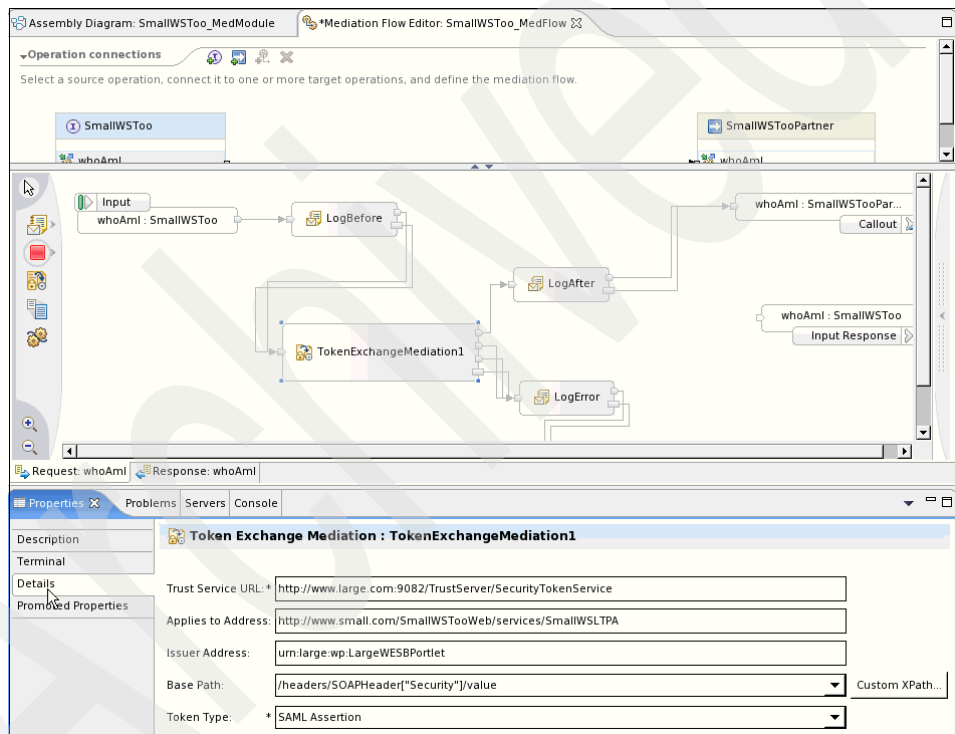 Assembly Diagram: SmallWSToo_MedModule
*Mediation Flow Editor: SmallWSToo_MedFlow
Operation connections
Select a source operation, connect it to one or more target operations, and define the mediation flow.
SmallWSToo
SmallWSTooPartner
whoAmI
whoAmI
Input
whoAmI : SmallWSToo
LogBefore
whoAmI : SmallWSTooPar...
Callout
LogAfter
whoAmI : SmallWSToo
Input Response
TokenExchangeMediation1
LogError
Request: whoAmI
Response: whoAmI
Properties
Problems
Servers
Console
Description
Terminal
Details
Promoted Properties
Token Exchange Mediation : TokenExchangeMediation1
Trust Service URL: * http://www.large.com:9082/TrustServer/SecurityTokenService
Applies to Address: http://www.small.com/SmallWSTooWeb/services/SmallWSLTPA
Issuer Address: urn:large:wp:LargeWESBPortlet
Base Path: /headers/SOAPHeader["Security"]/value Custom XPath...
Token Type: * SAML Assertion